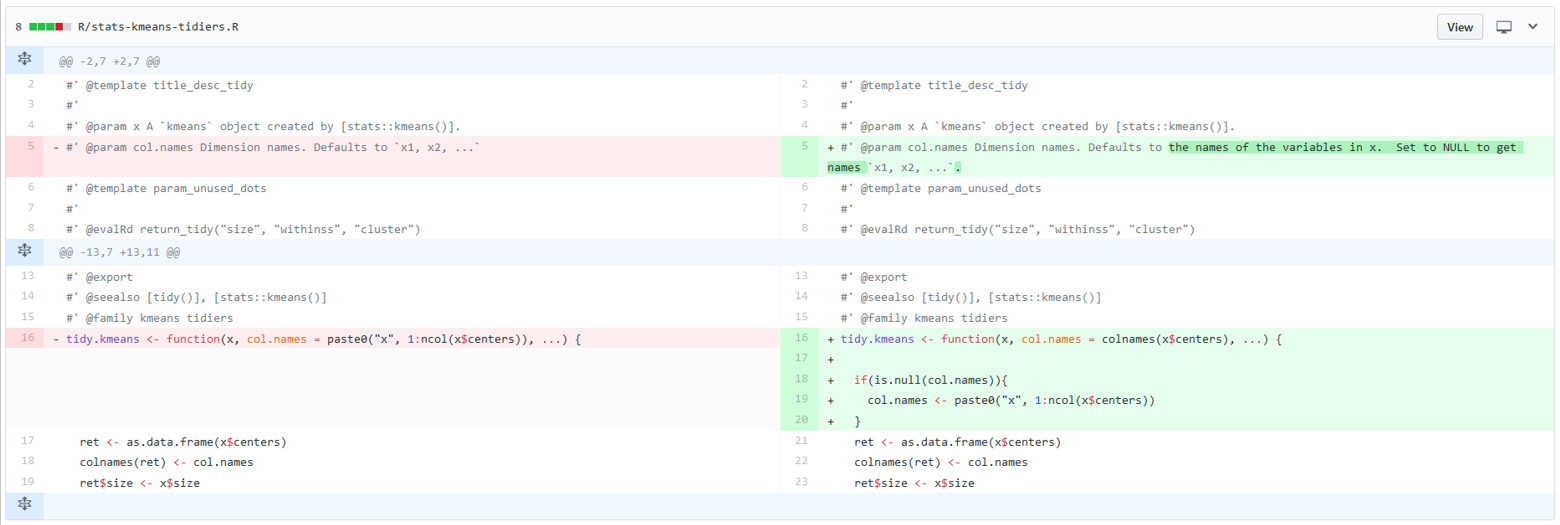 8 R/stats-kmeans-tidiers.R View
@@ -2,7 +2,7 @@
2 #' @template title_desc_tidy 2 #' @template title_desc_tidy
3 #' 3 #'
4 #' @param x A `kmeans` object created by [stats::kmeans()]. 4 #' @param x A `kmeans` object created by [stats::kmeans()].
5 - #' @param col.names Dimension names. Defaults to `x1, x2, ...` 5 + #' @param col.names Dimension names. Defaults to the names of the variables in x.  Set to NULL to get
names `x1, x2, ...`.
6 #' @template param_unused_dots 6 #' @template param_unused_dots
7 #' 7 #'
8 #' @evalRd return_tidy("size", "withinss", "cluster") 8 #' @evalRd return_tidy("size", "withinss", "cluster")
@@ -13,7 +13,11 @@
13 #' @export 13 #' @export
14 #' @seealso [tidy()], [stats::kmeans()] 14 #' @seealso [tidy()], [stats::kmeans()]
15 #' @family kmeans tidiers 15 #' @family kmeans tidiers
16 - tidy.kmeans <- function(x, col.names = paste0("x", 1:ncol(x$centers)), ...) { 16 + tidy.kmeans <- function(x, col.names = colnames(x$centers), ...) {
17 +
18 + if(is.null(col.names)){
19 + col.names <- paste0("x", 1:ncol(x$centers))
20 + }
17 ret <- as.data.frame(x$centers) 21 ret <- as.data.frame(x$centers)
18 colnames(ret) <- col.names 22 colnames(ret) <- col.names
19 ret$size <- x$size 23 ret$size <- x$size